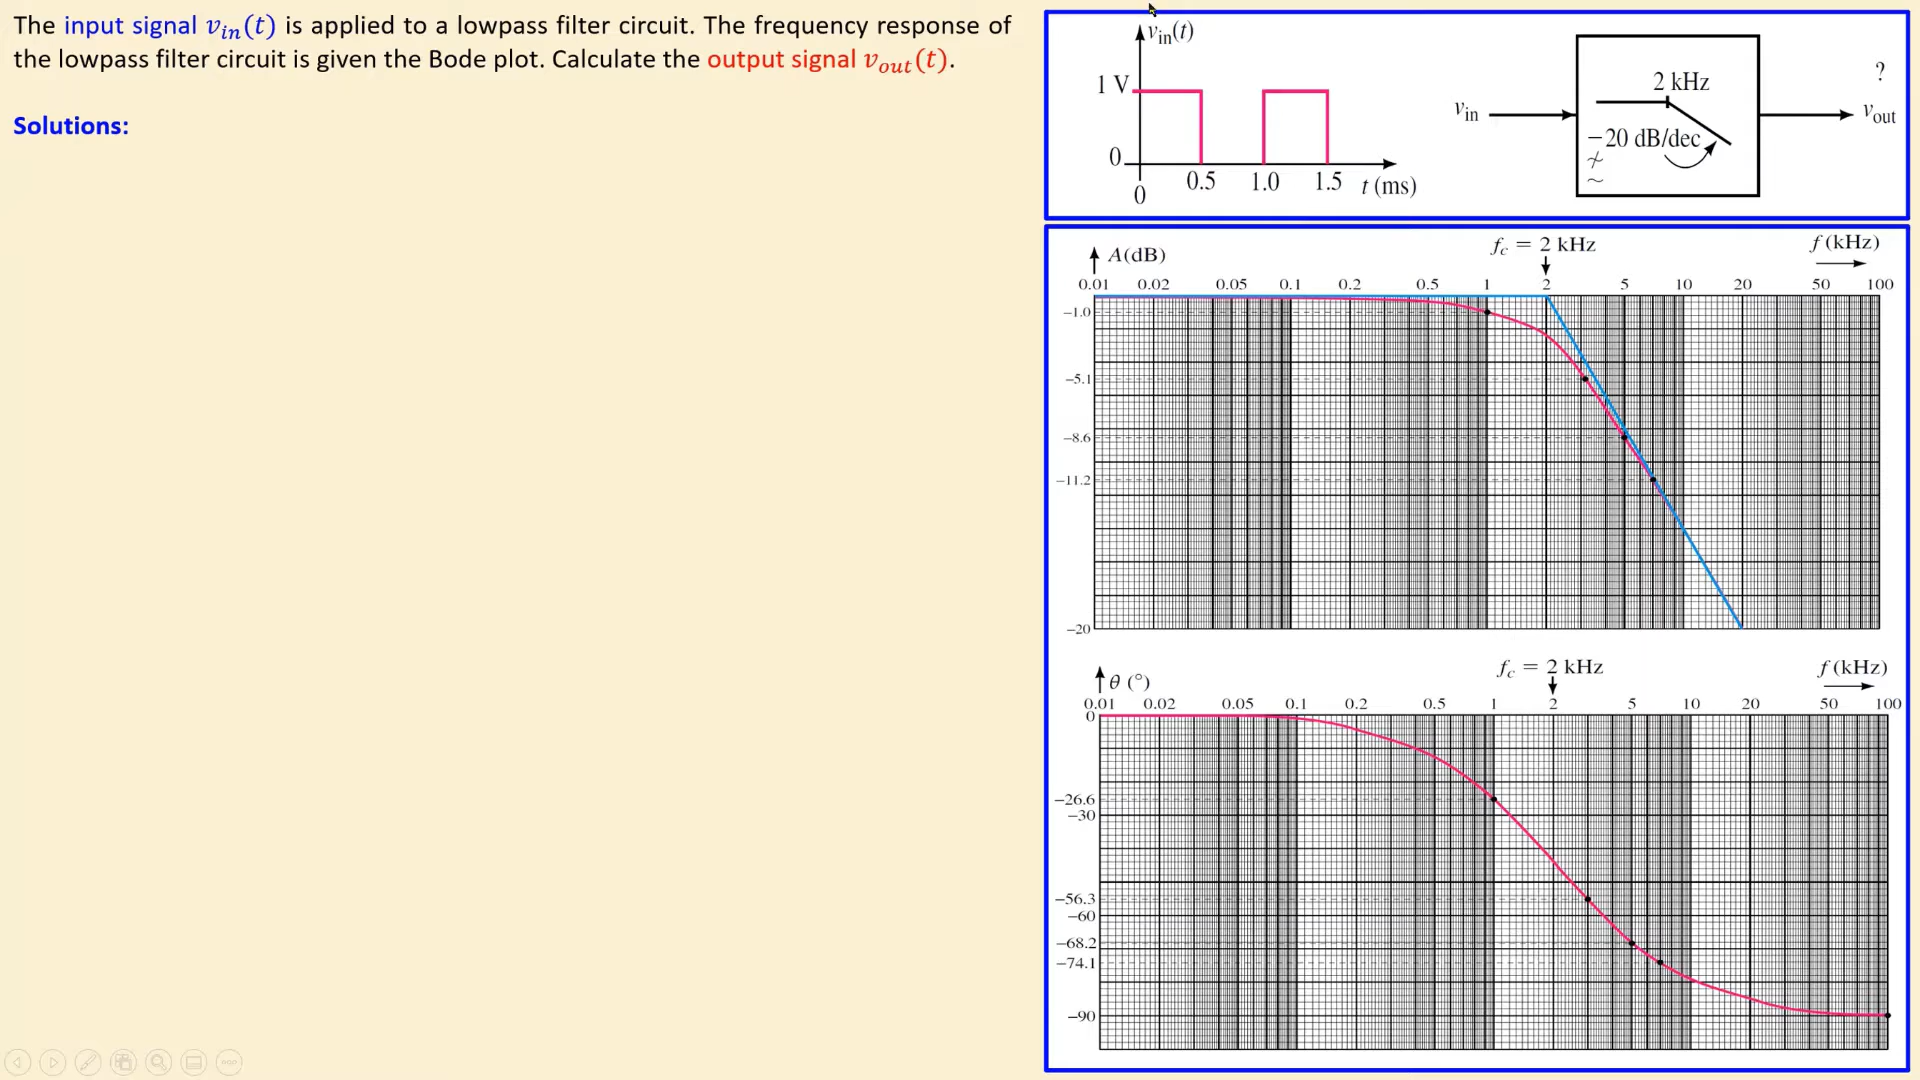 The input signal v_in(t) is applied to a lowpass filter circuit. The frequency response of
the lowpass filter circuit is given the Bode plot. Calculate the output signal v_out(t).
Solutions:
v_in(t)
1 V
0
0
0.5
1.0
1.5
t (ms)
v_in
2 kHz
−20 dB/dec
?
v_out
A(dB)
f_c = 2 kHz
f (kHz)
0.01 0.02 0.05 0.1 0.2 0.5 1 2 5 10 20 50 100
−1.0
−5.1
−8.6
−11.2
−20
θ (°)
f_c = 2 kHz
f (kHz)
0.01 0.02 0.05 0.1 0.2 0.5 1 2 5 10 20 50 100
0
−26.6
−30
−56.3
−60
−68.2
−74.1
−90